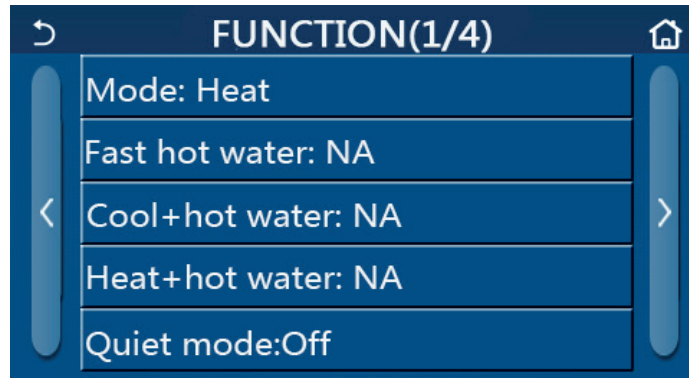 FUNCTION(1/4)
Mode: Heat
Fast hot water: NA
Cool+hot water: NA
Heat+hot water: NA
Quiet mode:Off